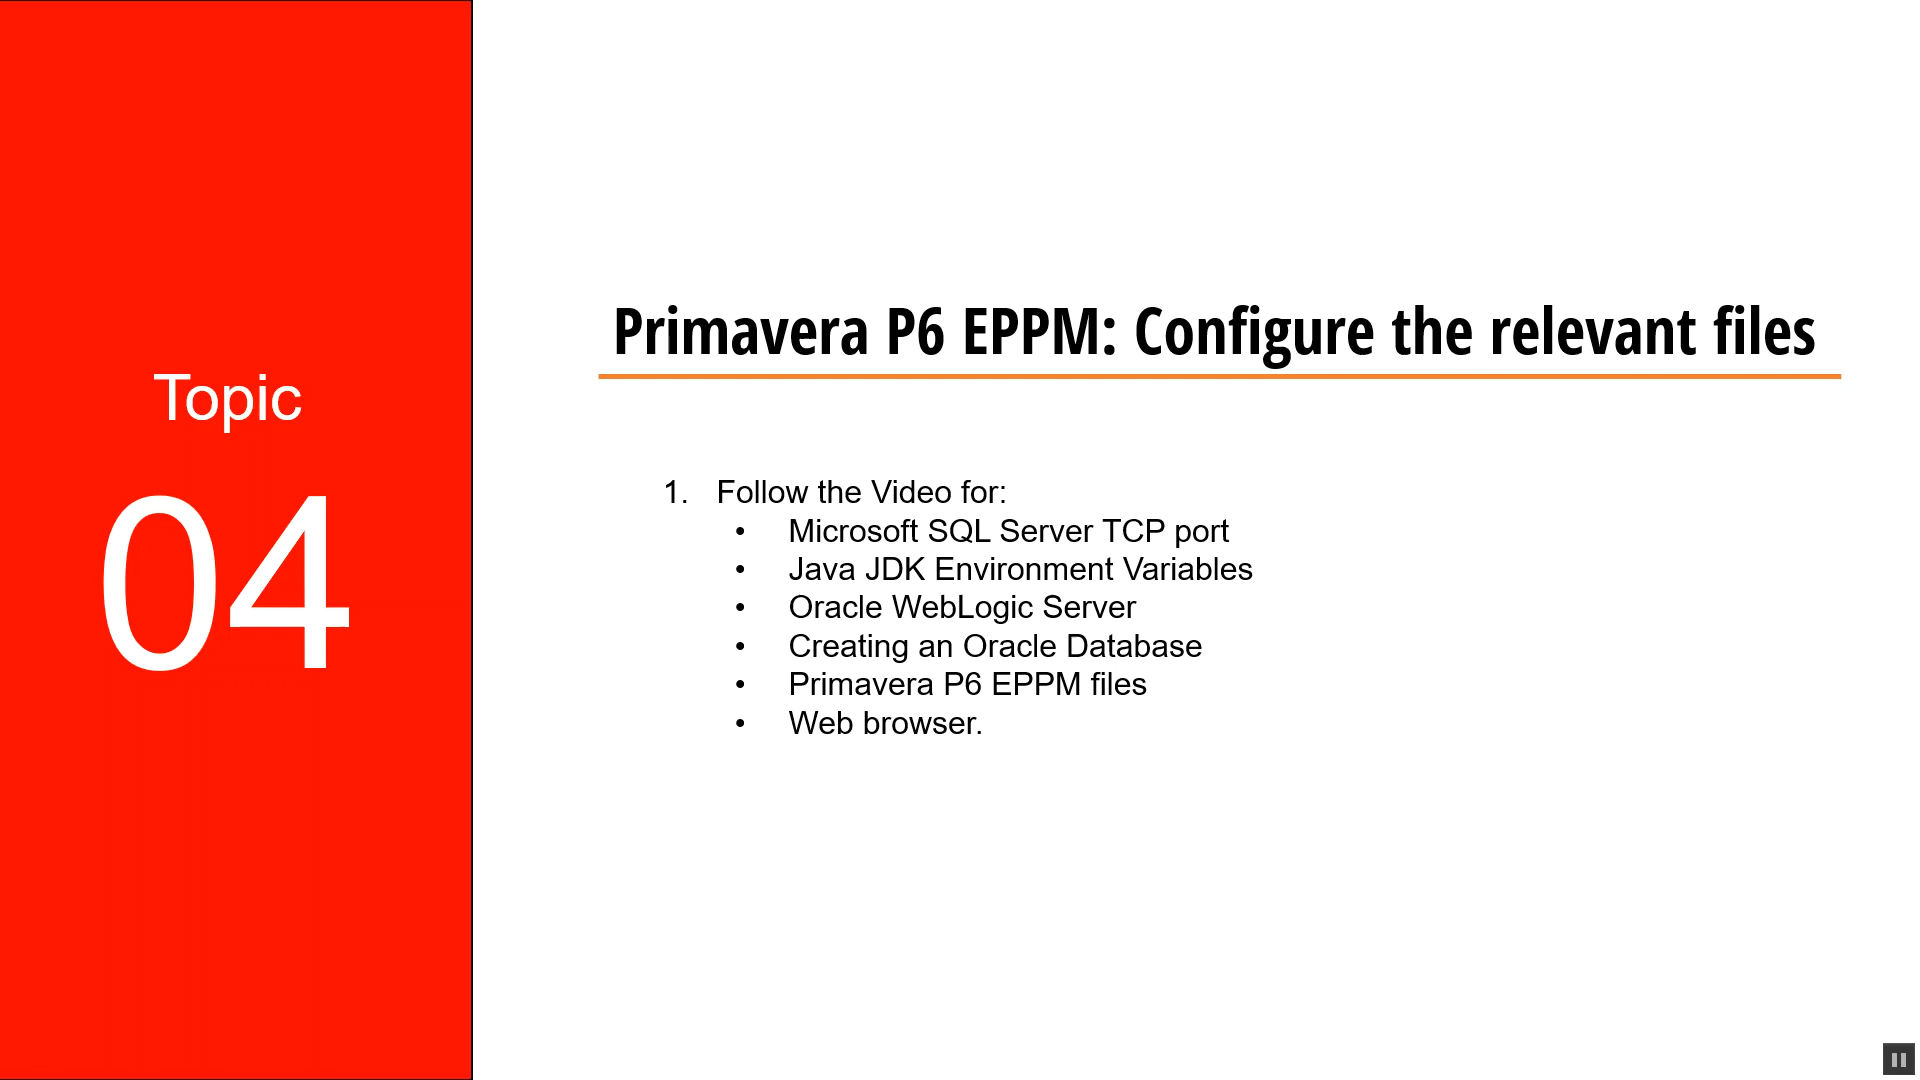 Topic
04
Primavera P6 EPPM: Configure the relevant files
1. Follow the Video for:
• Microsoft SQL Server TCP port
• Java JDK Environment Variables
• Oracle WebLogic Server
• Creating an Oracle Database
• Primavera P6 EPPM files
• Web browser.